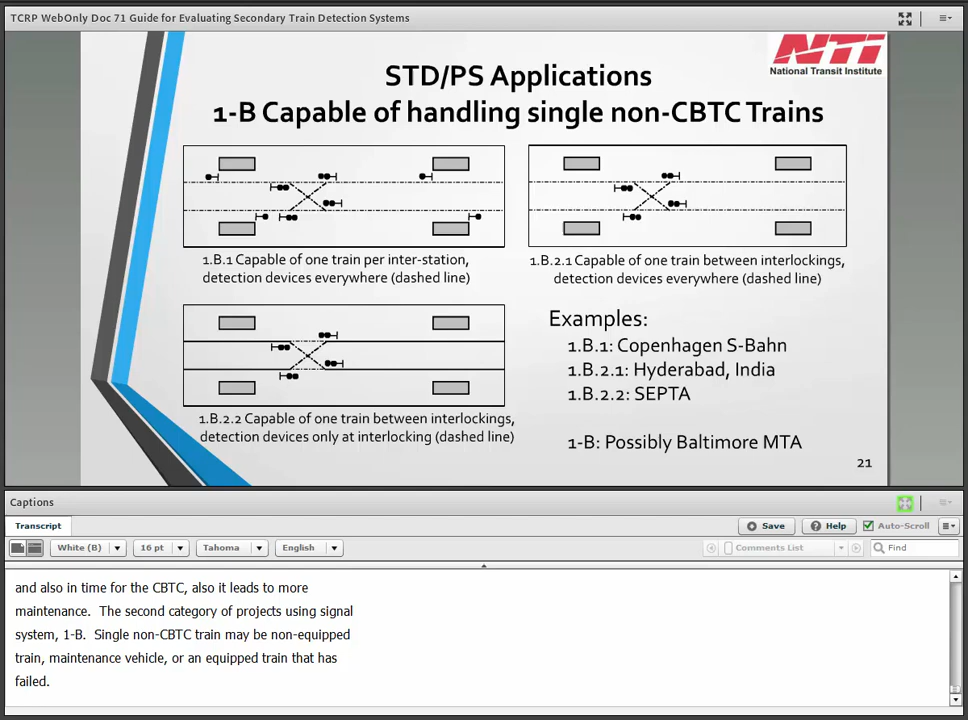 TCRP WebOnly Doc 71 Guide for Evaluating Secondary Train Detection Systems
NTI
National Transit Institute
STD/PS Applications
1-B Capable of handling single non-CBTC Trains
1.B.1 Capable of one train per inter-station,
detection devices everywhere (dashed line)
1.B.2.1 Capable of one train between interlockings,
detection devices everywhere (dashed line)
1.B.2.2 Capable of one train between interlockings,
detection devices only at interlocking (dashed line)
Examples:
1.B.1: Copenhagen S-Bahn
1.B.2.1: Hyderabad, India
1.B.2.2: SEPTA
1-B: Possibly Baltimore MTA
21
Captions
Transcript
Save
Help
Auto-Scroll
White (B)
16 pt
Tahoma
English
Comments List
Find
and also in time for the CBTC, also it leads to more
maintenance.  The second category of projects using signal
system, 1-B.  Single non-CBTC train may be non-equipped
train, maintenance vehicle, or an equipped train that has
failed.